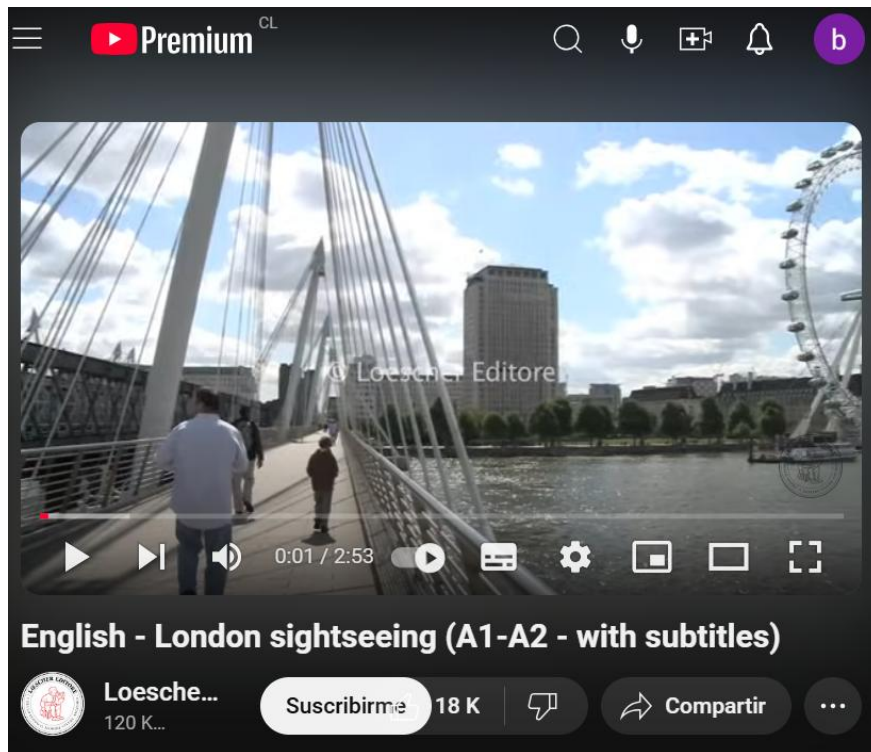 Premium CL
b
© Loescher Editore
0:01 / 2:53
English - London sightseeing (A1-A2 - with subtitles)
Loesche...
120 K...
Suscribirme
18 K
Compartir